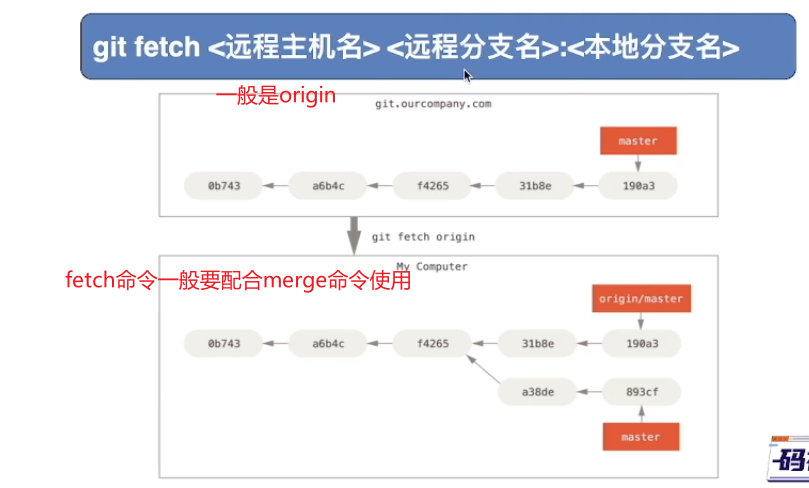 git fetch <远程主机名> <远程分支名>:<本地分支名>
一般是origin
git.ourcompany.com
master
0b743 a6b4c f4265 31b8e 190a3
git fetch origin
My Computer
fetch命令一般要配合merge命令使用
origin/master
0b743 a6b4c f4265 31b8e 190a3
a38de 893cf
master
码